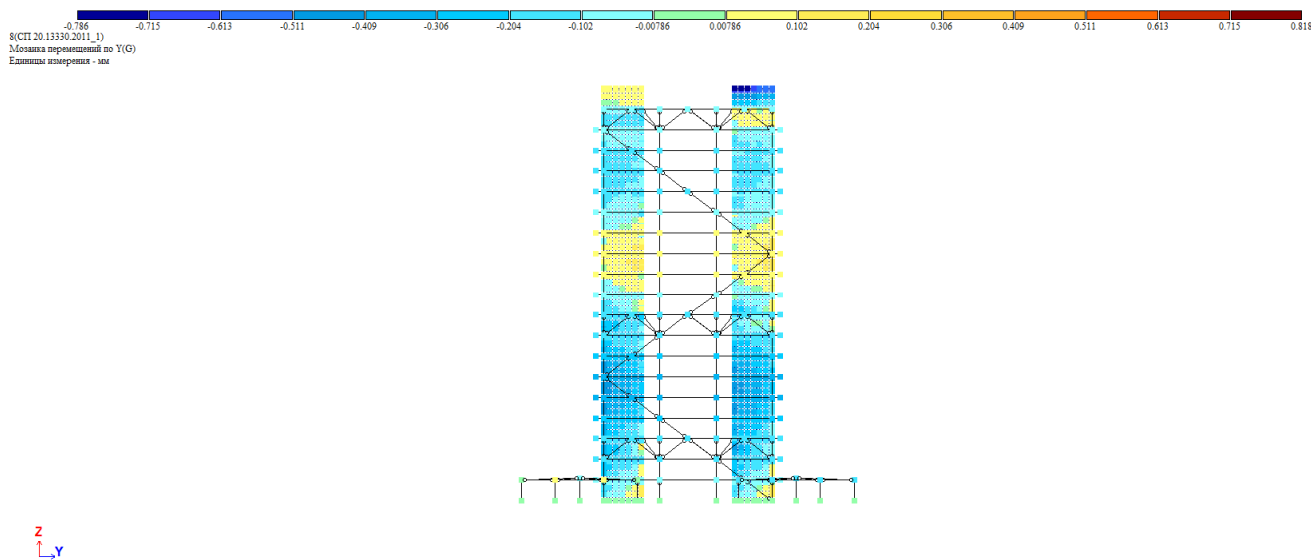 -0.786 -0.715 -0.613 -0.511 -0.409 -0.306 -0.204 -0.102 -0.00786 0.00786 0.102 0.204 0.306 0.409 0.511 0.613 0.715 0.818
8(СП 20.13330.2011_1)
Мозаика перемещений по Y(G)
Единицы измерения - мм
Z
Y